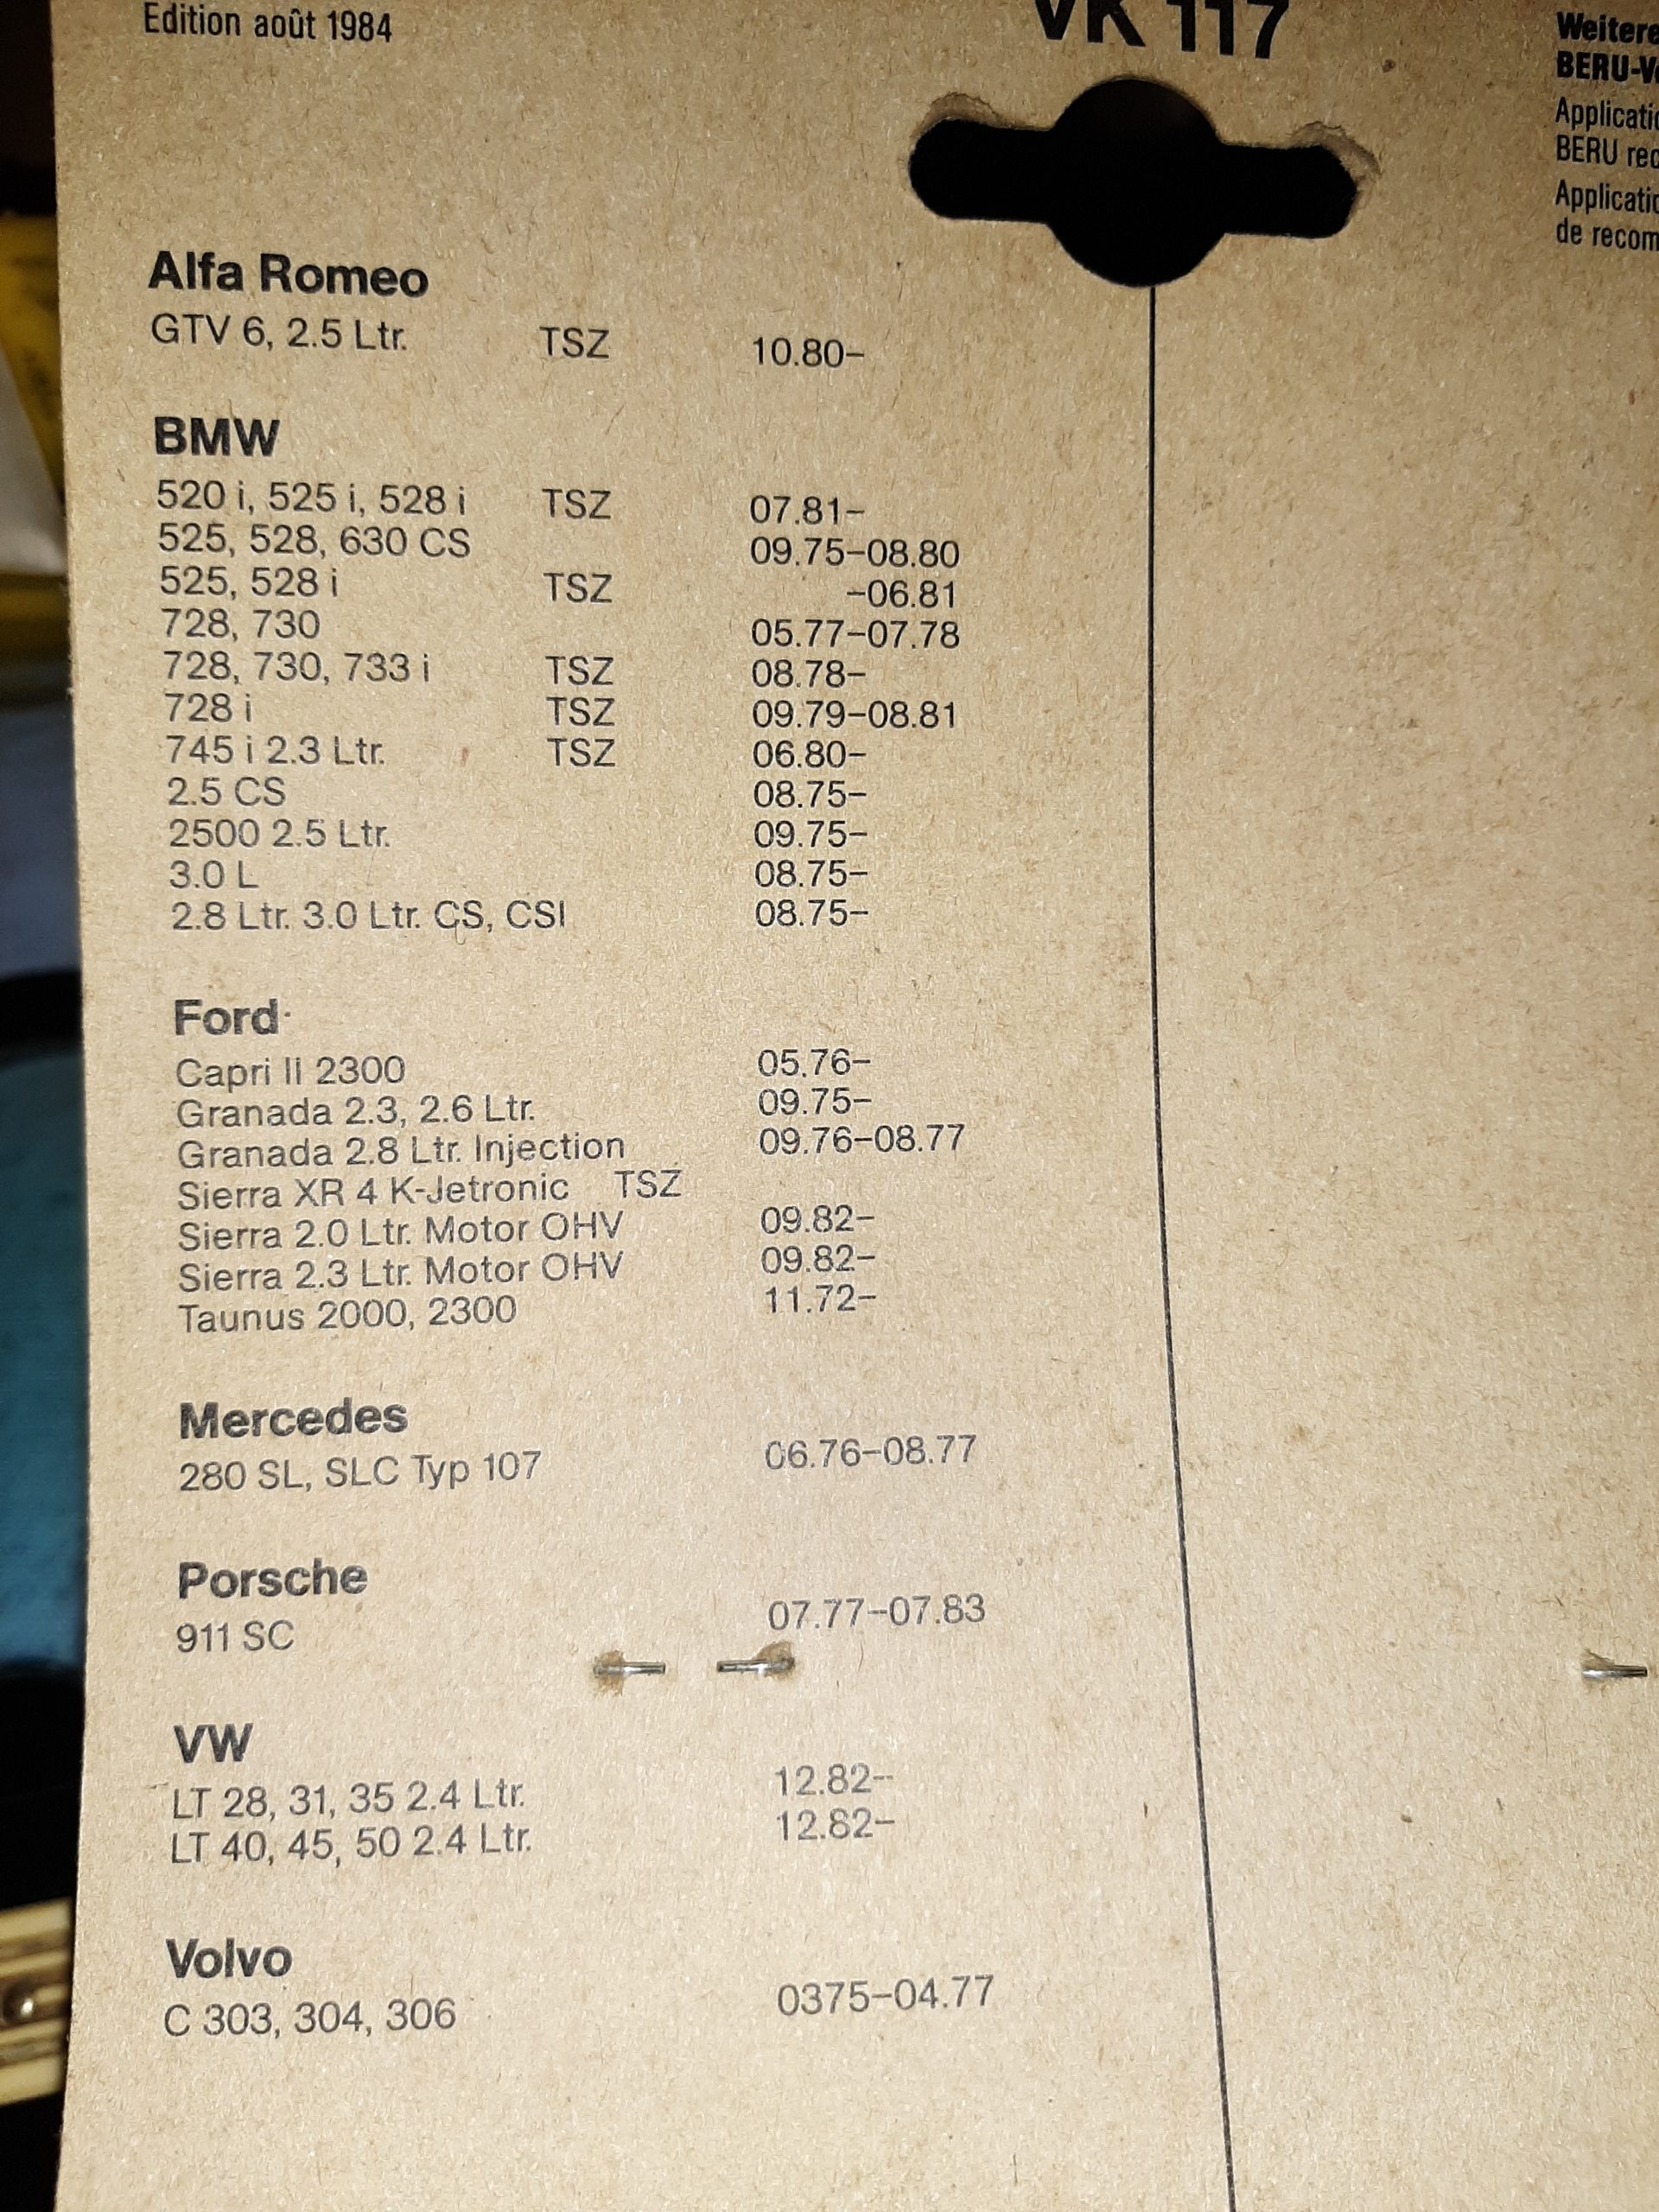 Edition août 1984
VK 117
Weitere
BERU-V
Applicatio
BERU rec
Applicatio
de recom
Alfa Romeo
GTV 6, 2.5 Ltr. TSZ 10.80–
BMW
520 i, 525 i, 528 i TSZ 07.81–
525, 528, 630 CS 09.75–08.80
525, 528 i TSZ –06.81
728, 730 05.77–07.78
728, 730, 733 i TSZ 08.78–
728 i TSZ 09.79–08.81
745 i 2.3 Ltr. TSZ 06.80–
2.5 CS 08.75–
2500 2.5 Ltr. 09.75–
3.0 L 08.75–
2.8 Ltr. 3.0 Ltr. CS, CSI 08.75–
Ford
Capri II 2300 05.76–
Granada 2.3, 2.6 Ltr. 09.75–
Granada 2.8 Ltr. Injection 09.76–08.77
Sierra XR 4 K-Jetronic TSZ
Sierra 2.0 Ltr. Motor OHV 09.82–
Sierra 2.3 Ltr. Motor OHV 09.82–
Taunus 2000, 2300 11.72–
Mercedes
280 SL, SLC Typ 107 06.76–08.77
Porsche
911 SC 07.77–07.83
VW
LT 28, 31, 35 2.4 Ltr. 12.82–
LT 40, 45, 50 2.4 Ltr. 12.82–
Volvo
C 303, 304, 306 0375–04.77